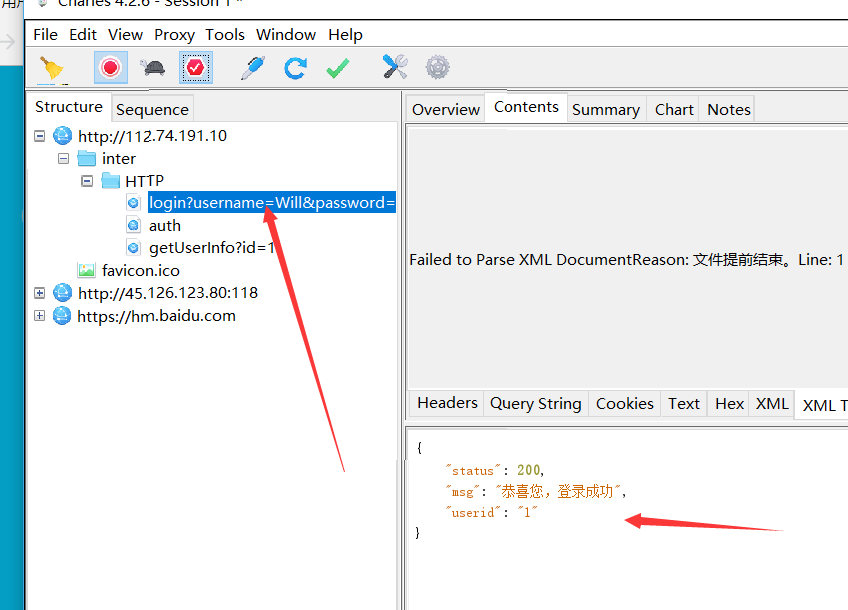 用户
Charles 4.2.6 - Session 1 *
File Edit View Proxy Tools Window Help
Structure Sequence
http://112.74.191.10
inter
HTTP
login?username=Will&password=
auth
getUserInfo?id=1
favicon.ico
http://45.126.123.80:118
https://hm.baidu.com
Overview Contents Summary Chart Notes
Failed to Parse XML DocumentReason: 文件提前结束。Line: 1
Headers Query String Cookies Text Hex XML XML T
{
"status": 200,
"msg": "恭喜您，登录成功",
"userid": "1"
}